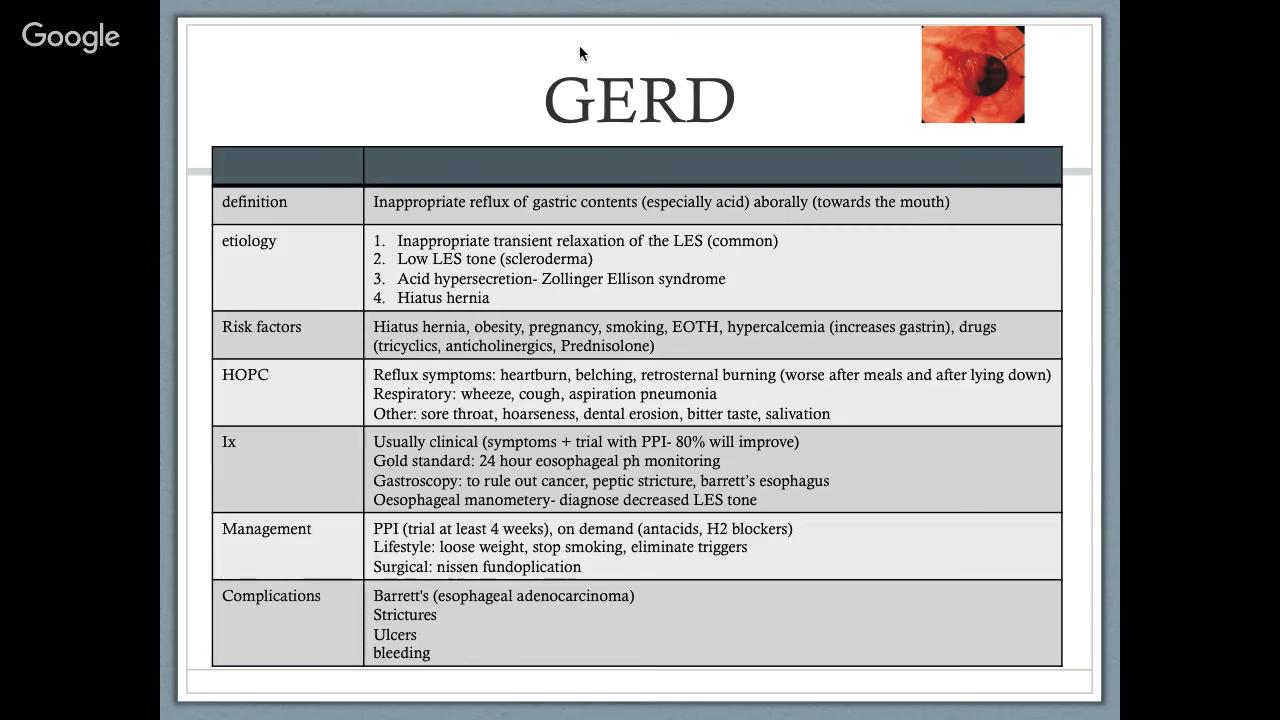 Google
GERD
definition
Inappropriate reflux of gastric contents (especially acid) aborally (towards the mouth)
etiology
1. Inappropriate transient relaxation of the LES (common)
2. Low LES tone (scleroderma)
3. Acid hypersecretion- Zollinger Ellison syndrome
4. Hiatus hernia
Risk factors
Hiatus hernia, obesity, pregnancy, smoking, EOTH, hypercalcemia (increases gastrin), drugs
(tricyclics, anticholinergics, Prednisolone)
HOPC
Reflux symptoms: heartburn, belching, retrosternal burning (worse after meals and after lying down)
Respiratory: wheeze, cough, aspiration pneumonia
Other: sore throat, hoarseness, dental erosion, bitter taste, salivation
Ix
Usually clinical (symptoms + trial with PPI- 80% will improve)
Gold standard: 24 hour eosophageal ph monitoring
Gastroscopy: to rule out cancer, peptic stricture, barrett’s esophagus
Oesophageal manometery- diagnose decreased LES tone
Management
PPI (trial at least 4 weeks), on demand (antacids, H2 blockers)
Lifestyle: loose weight, stop smoking, eliminate triggers
Surgical: nissen fundoplication
Complications
Barrett's (esophageal adenocarcinoma)
Strictures
Ulcers
bleeding